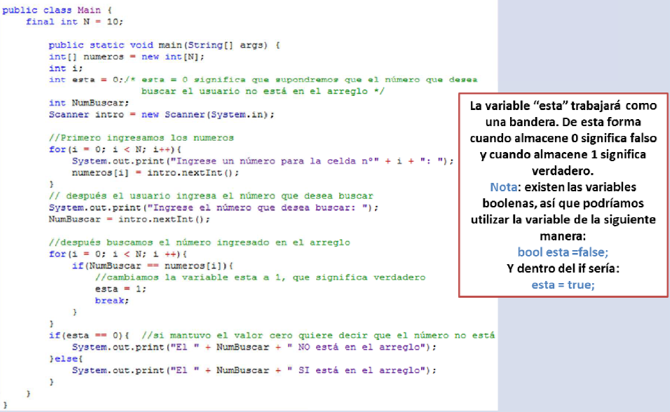 public class Main {
final int N = 10;
public static void main(String[] args) {
int[] numeros = new int[N];
int i;
int esta = 0;/* esta = 0 significa que supondremos que el número que desea
buscar el usuario no está en el arreglo */
int NumBuscar;
Scanner intro = new Scanner(System.in);
//Primero ingresamos los numeros
for(i = 0; i < N; i++){
System.out.print("Ingrese un número para la celda nº" + i + ": ");
numeros[i] = intro.nextInt();
}
// después el usuario ingresa el número que desea buscar
System.out.print("Ingrese el número que desea buscar: ");
NumBuscar = intro.nextInt();
//después buscamos el número ingresado en el arreglo
for(i = 0; i < N; i ++){
if(NumBuscar == numeros[i]){
//cambiamos la variable esta a 1, que significa verdadero
esta = 1;
break;
}
}
if(esta == 0){ //si mantuvo el valor cero quiere decir que el número no está
System.out.print("El " + NumBuscar + " NO está en el arreglo");
}else{
System.out.print("El " + NumBuscar + " SI está en el arreglo");
}
}
}
La variable “esta” trabajará como
una bandera. De esta forma
cuando almacene 0 significa falso
y cuando almacene 1 significa
verdadero.
Nota: existen las variables
boolenas, así que podríamos
utilizar la variable de la siguiente
manera:
bool esta =false;
Y dentro del if sería:
esta = true;